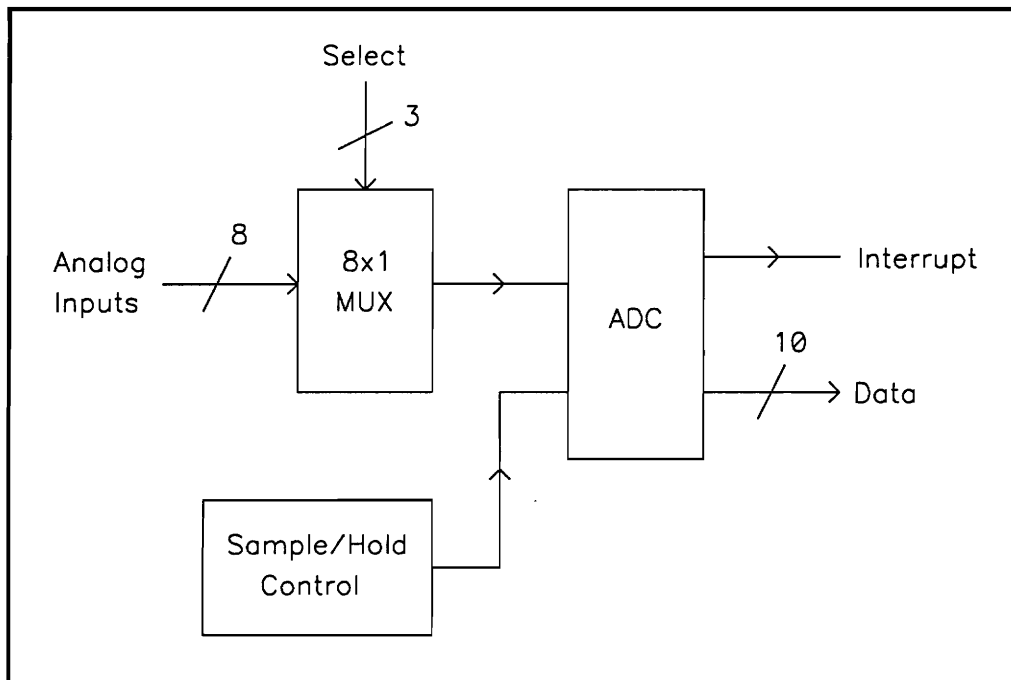 Select
3
8
Analog
Inputs
8x1
MUX
Interrupt
ADC
10
Data
Sample/Hold
Control